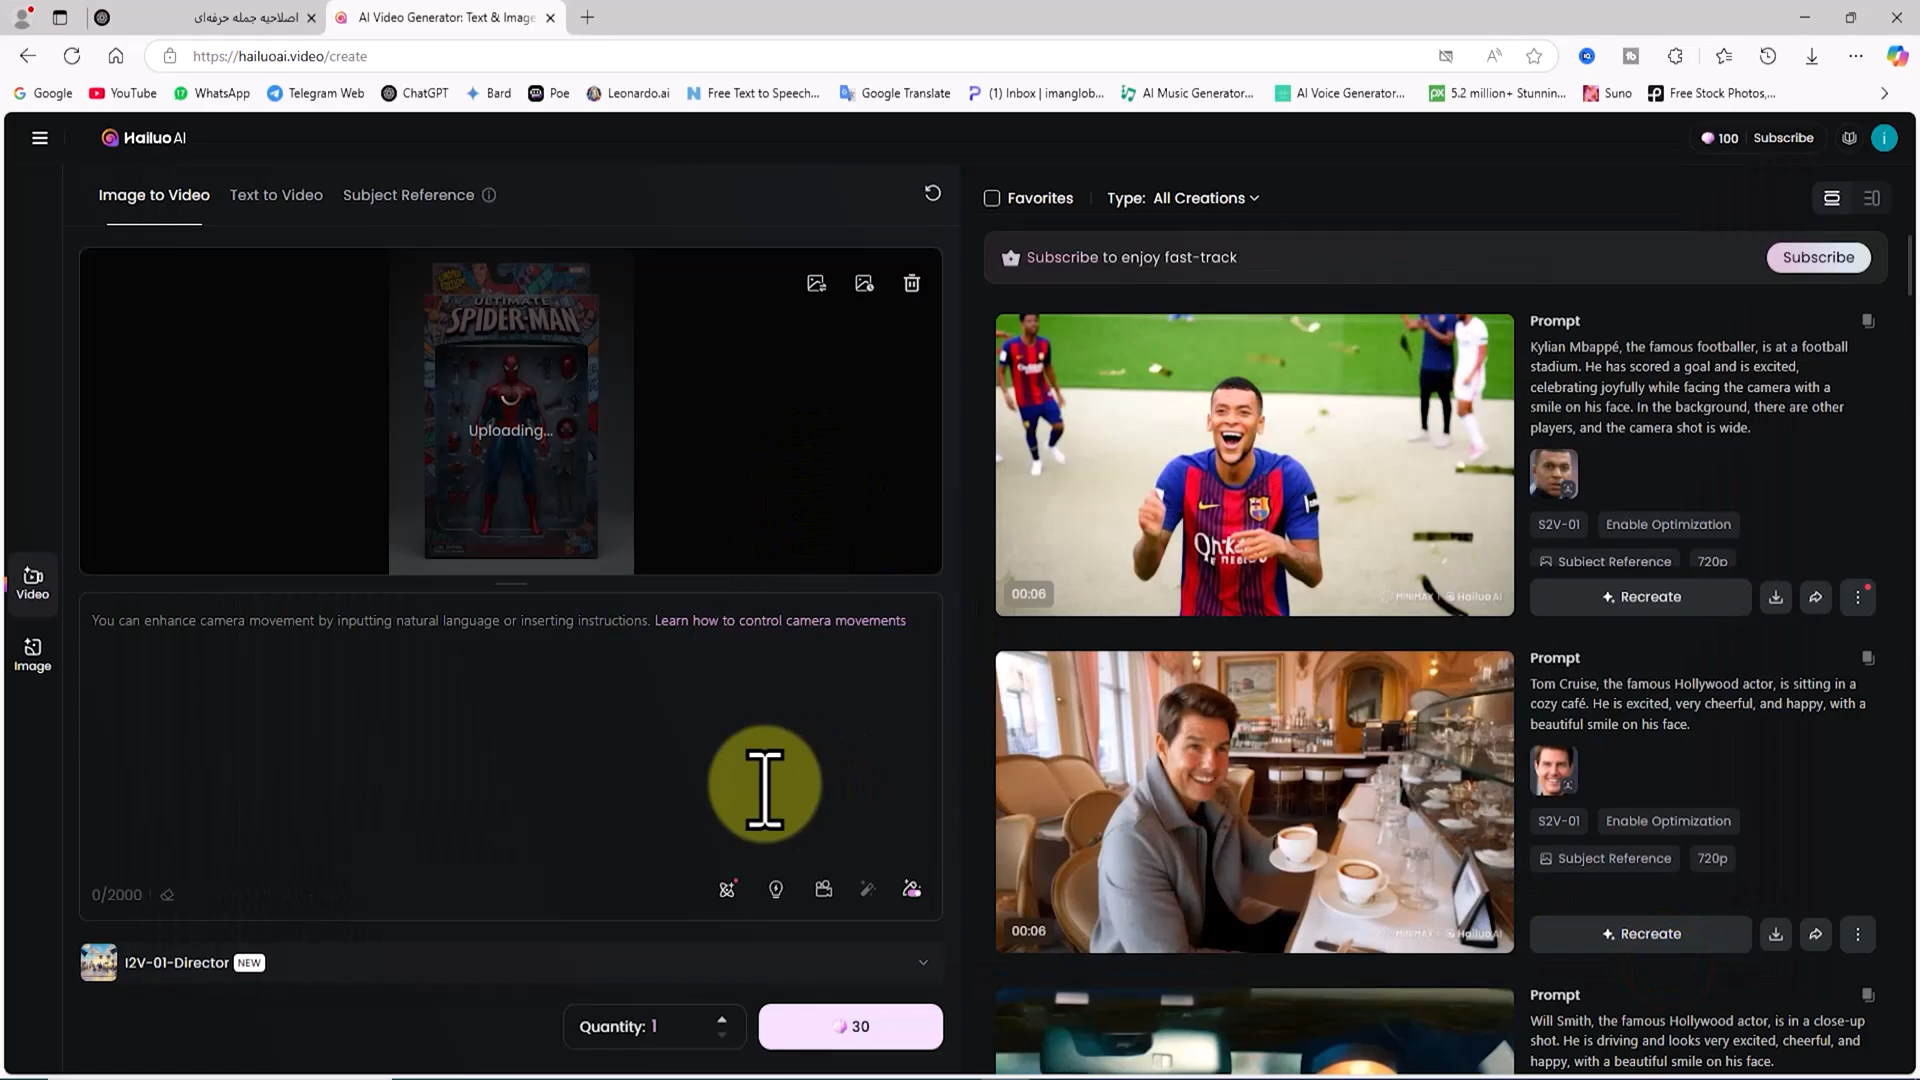 اصلاحیه جمله حرفه‌ای
AI Video Generator: Text & Image
https://hailuoai.video/create
Google
YouTube
WhatsApp
Telegram Web
ChatGPT
Bard
Poe
Leonardo.ai
Free Text to Speech...
Google Translate
(1) Inbox | imanglob...
AI Music Generator...
AI Voice Generator...
5.2 million+ Stunnin...
Suno
Free Stock Photos,...
Hailuo AI
100
Subscribe
i
Image to Video
Text to Video
Subject Reference
Favorites
Type: All Creations
Subscribe to enjoy fast-track
Subscribe
ULTIMATE
SPIDER-MAN
Uploading...
You can enhance camera movement by inputting natural language or inserting instructions. Learn how to control camera movements
0/2000
Video
Image
I2V-01-Director NEW
Quantity: 1
30
00:06
MINIMAX | Hailuo AI
Prompt
Kylian Mbappé, the famous footballer, is at a football
stadium. He has scored a goal and is excited,
celebrating joyfully while facing the camera with a
smile on his face. In the background, there are other
players, and the camera shot is wide.
S2V-01
Enable Optimization
Subject Reference
720p
Recreate
00:06
MINIMAX | Hailuo AI
Prompt
Tom Cruise, the famous Hollywood actor, is sitting in a
cozy café. He is excited, very cheerful, and happy, with a
beautiful smile on his face.
S2V-01
Enable Optimization
Subject Reference
720p
Recreate
Prompt
Will Smith, the famous Hollywood actor, is in a close-up
shot. He is driving and looks very excited, cheerful, and
happy, with a beautiful smile on his face.